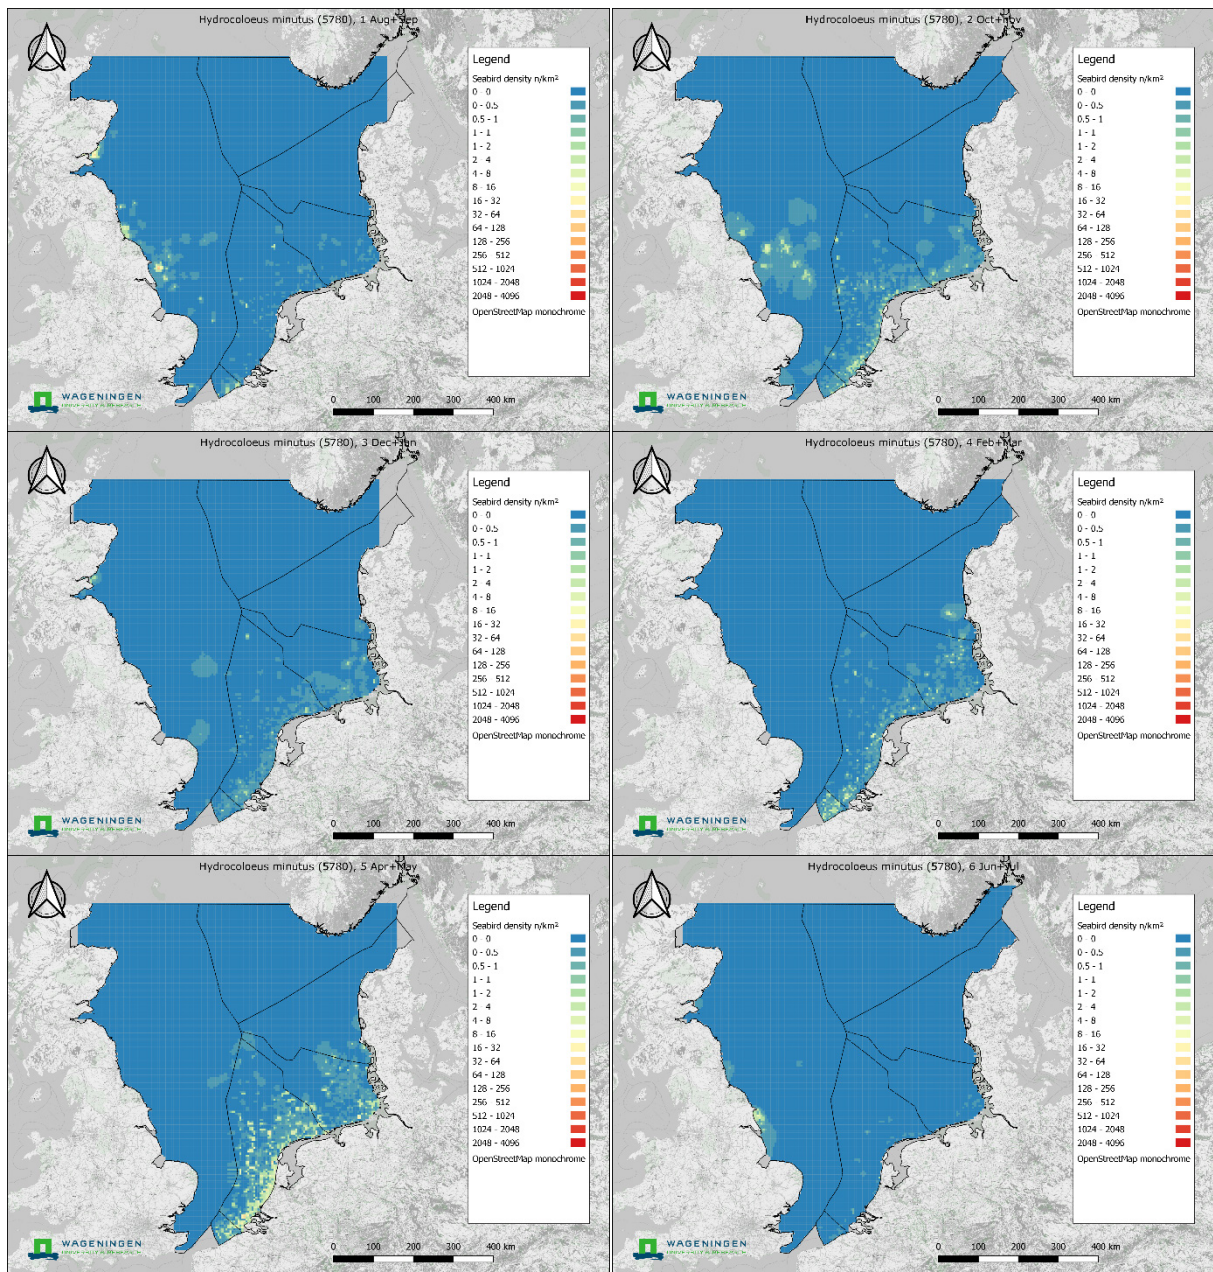 Hydrocoloeus minutus (5780), 1 Aug+Sep
Legend
Seabird density n/km²
0 - 0
0 - 0.5
0.5 - 1
1 - 1
1 - 2
2 - 4
4 - 8
8 - 16
16 - 32
32 - 64
64 - 128
128 - 256
256 - 512
512 - 1024
1024 - 2048
2048 - 4096
OpenStreetMap monochrome
WAGENINGEN
UNIVERSITY & RESEARCH
0 100 200 300 400 km
Hydrocoloeus minutus (5780), 2 Oct+Nov
Legend
Seabird density n/km²
0 - 0
0 - 0.5
0.5 - 1
1 - 1
1 - 2
2 - 4
4 - 8
8 - 16
16 - 32
32 - 64
64 - 128
128 - 256
256 - 512
512 - 1024
1024 - 2048
2048 - 4096
OpenStreetMap monochrome
WAGENINGEN
UNIVERSITY & RESEARCH
0 100 200 300 400 km
Hydrocoloeus minutus (5780), 3 Dec+Jan
Legend
Seabird density n/km²
0 - 0
0 - 0.5
0.5 - 1
1 - 1
1 - 2
2 - 4
4 - 8
8 - 16
16 - 32
32 - 64
64 - 128
128 - 256
256 - 512
512 - 1024
1024 - 2048
2048 - 4096
OpenStreetMap monochrome
WAGENINGEN
UNIVERSITY & RESEARCH
0 100 200 300 400 km
Hydrocoloeus minutus (5780), 4 Feb+Mar
Legend
Seabird density n/km²
0 - 0
0 - 0.5
0.5 - 1
1 - 1
1 - 2
2 - 4
4 - 8
8 - 16
16 - 32
32 - 64
64 - 128
128 - 256
256 - 512
512 - 1024
1024 - 2048
2048 - 4096
OpenStreetMap monochrome
WAGENINGEN
UNIVERSITY & RESEARCH
0 100 200 300 400 km
Hydrocoloeus minutus (5780), 5 Apr+May
Legend
Seabird density n/km²
0 - 0
0 - 0.5
0.5 - 1
1 - 1
1 - 2
2 - 4
4 - 8
8 - 16
16 - 32
32 - 64
64 - 128
128 - 256
256 - 512
512 - 1024
1024 - 2048
2048 - 4096
OpenStreetMap monochrome
WAGENINGEN
UNIVERSITY & RESEARCH
0 100 200 300 400 km
Hydrocoloeus minutus (5780), 6 Jun+Jul
Legend
Seabird density n/km²
0 - 0
0 - 0.5
0.5 - 1
1 - 1
1 - 2
2 - 4
4 - 8
8 - 16
16 - 32
32 - 64
64 - 128
128 - 256
256 - 512
512 - 1024
1024 - 2048
2048 - 4096
OpenStreetMap monochrome
WAGENINGEN
UNIVERSITY & RESEARCH
0 100 200 300 400 km